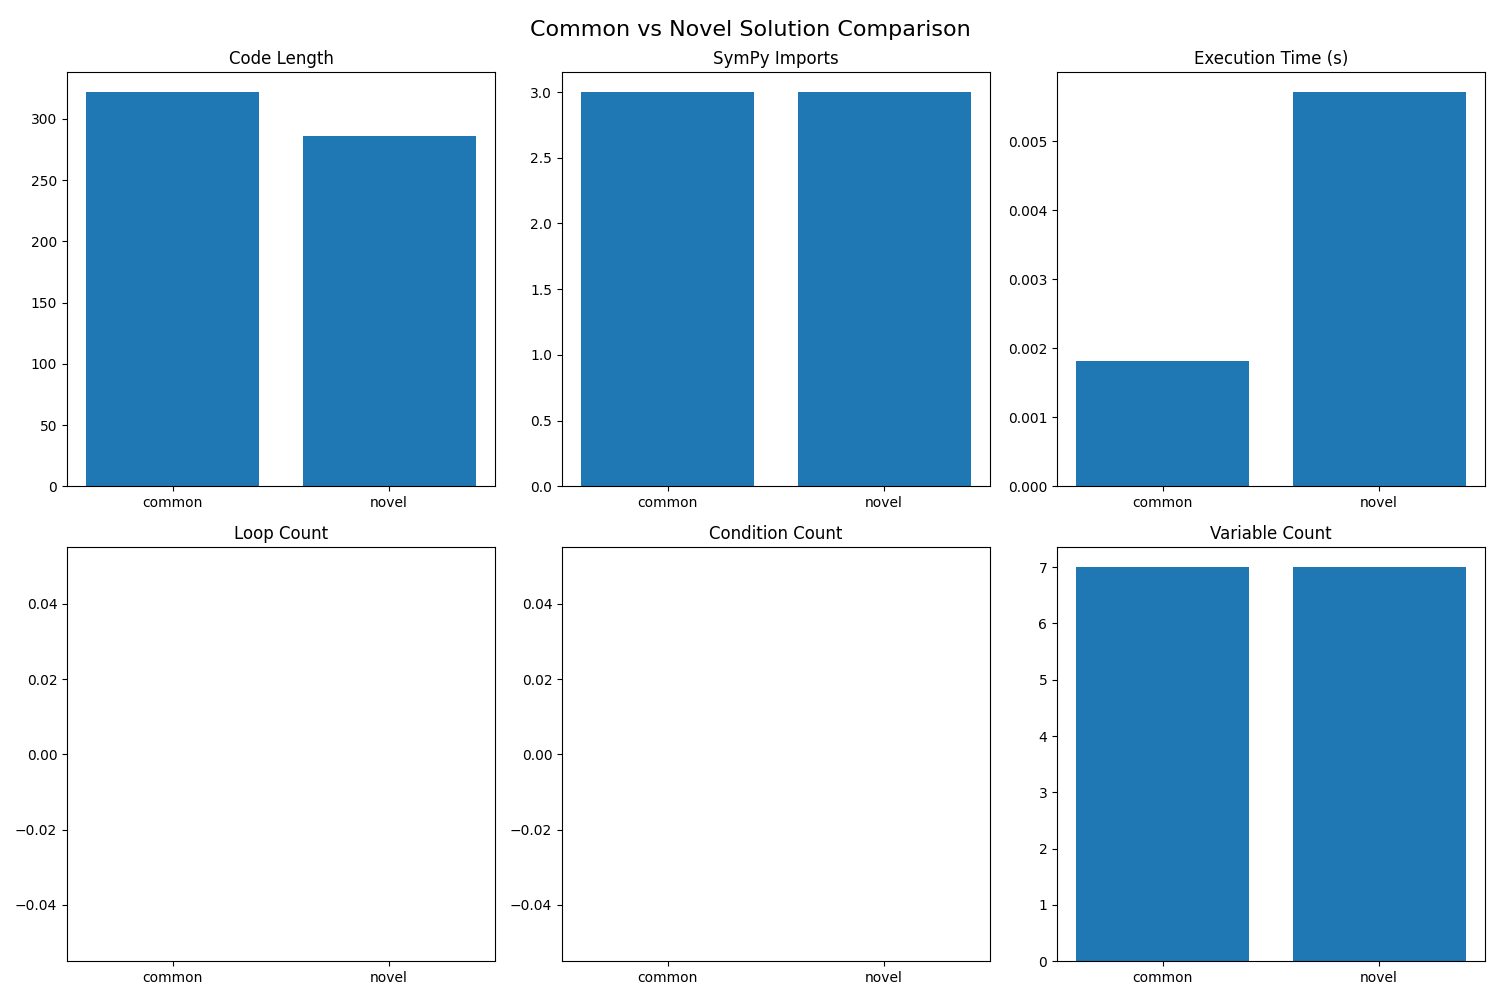 Common vs Novel Solution Comparison
Code Length
300
250
200
150
100
50
0
common novel
SymPy Imports
3.0
2.5
2.0
1.5
1.0
0.5
0.0
common novel
Execution Time (s)
0.005
0.004
0.003
0.002
0.001
0.000
common novel
Loop Count
0.04
0.02
0.00
−0.02
−0.04
common novel
Condition Count
0.04
0.02
0.00
−0.02
−0.04
common novel
Variable Count
7
6
5
4
3
2
1
0
common novel